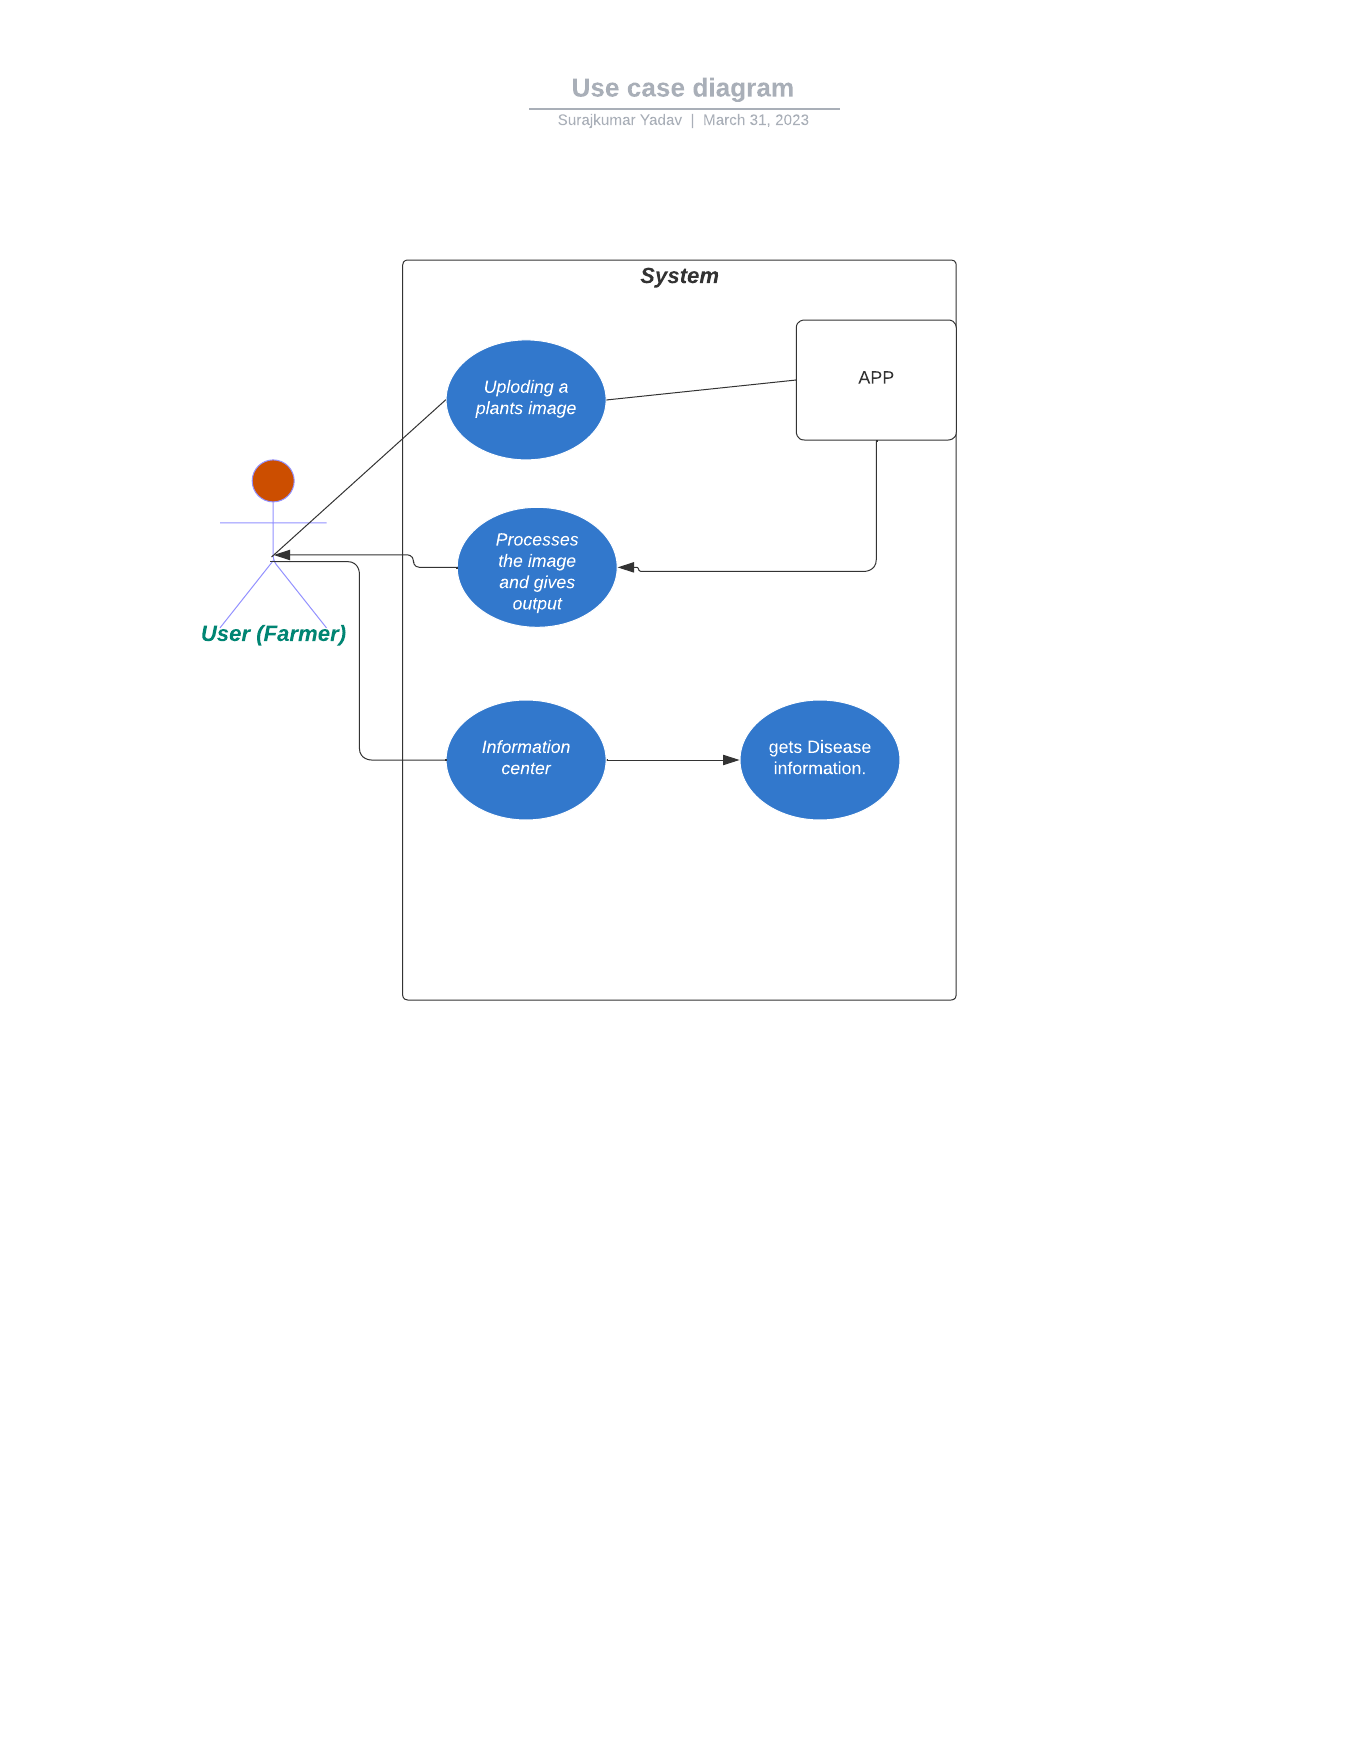 Use case diagram
Surajkumar Yadav | March 31, 2023
System
APP
Uploding a
plants image
Processes
the image
and gives
output
User (Farmer)
Information
center
gets Disease
information.